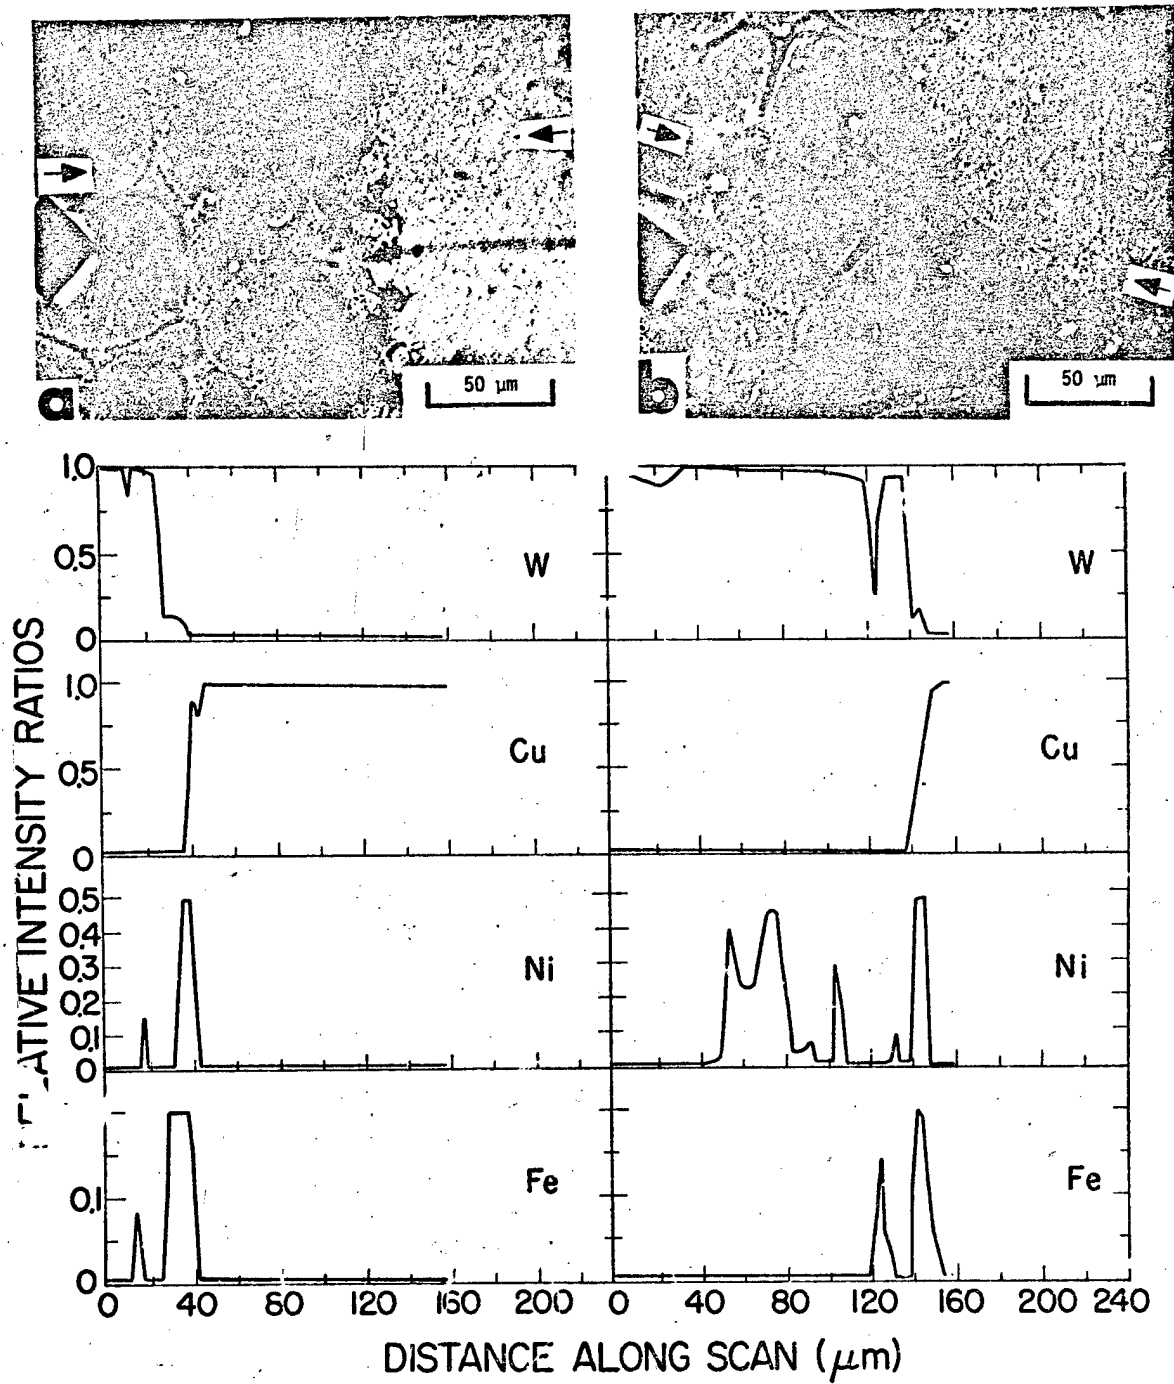 a
50 µm
b
50 µm
RELATIVE INTENSITY RATIOS
1.0
0.5
0
W
W
1.0
0.5
0
Cu
Cu
0.5
0.4
0.3
0.2
0.1
0
Ni
Ni
0.1
0
Fe
Fe
0 40 80 120 160 200
0 40 80 120 160 200 240
DISTANCE ALONG SCAN (µm)